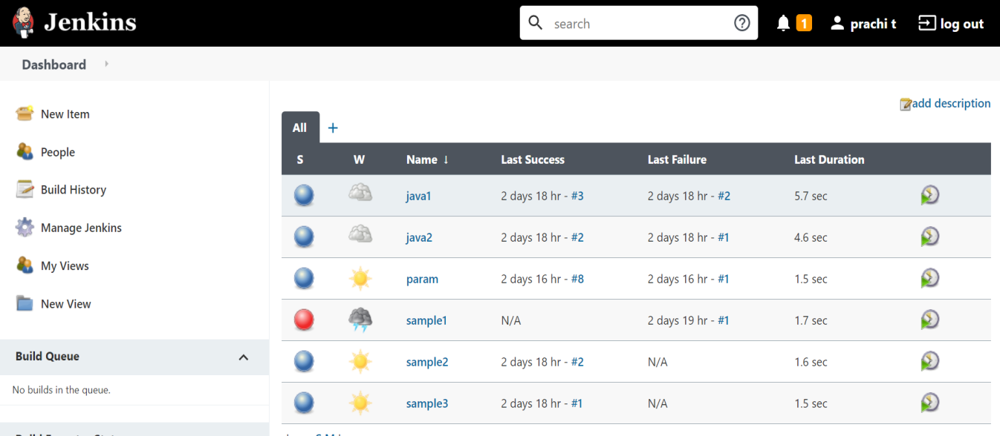 Jenkins
search
1
prachi t
log out
Dashboard
New Item
People
Build History
Manage Jenkins
My Views
New View
Build Queue
No builds in the queue.
add description
All +
S W Name ↓ Last Success Last Failure Last Duration
java1 2 days 18 hr - #3 2 days 18 hr - #2 5.7 sec
java2 2 days 18 hr - #2 2 days 18 hr - #1 4.6 sec
param 2 days 16 hr - #8 2 days 16 hr - #1 1.5 sec
sample1 N/A 2 days 19 hr - #1 1.7 sec
sample2 2 days 18 hr - #2 N/A 1.6 sec
sample3 2 days 18 hr - #1 N/A 1.5 sec